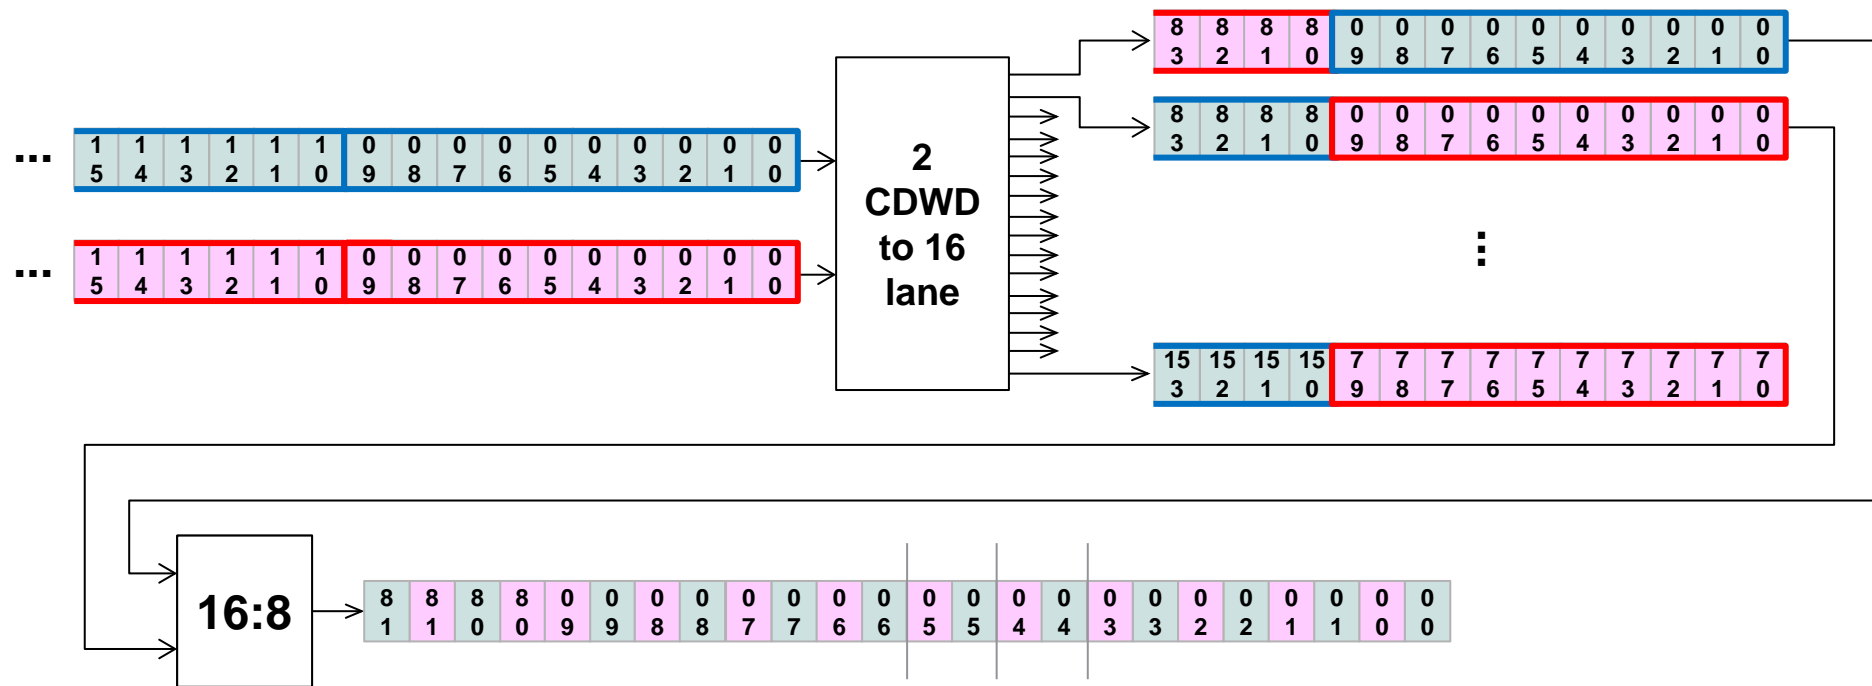 8 8 8 8 0 0 0 0 0 0 0 0 0 0
3 2 1 0 9 8 7 6 5 4 3 2 1 0
8 8 8 8 0 0 0 0 0 0 0 0 0 0
3 2 1 0 9 8 7 6 5 4 3 2 1 0
... 1 1 1 1 1 1 0 0 0 0 0 0 0 0 0 0
5 4 3 2 1 0 9 8 7 6 5 4 3 2 1 0
... 1 1 1 1 1 1 0 0 0 0 0 0 0 0 0 0
5 4 3 2 1 0 9 8 7 6 5 4 3 2 1 0
2
CDWD
to 16
lane
⋮
15 15 15 15 7 7 7 7 7 7 7 7 7 7
3 2 1 0 9 8 7 6 5 4 3 2 1 0
16:8
8 8 8 8 0 0 0 0 0 0 0 0 0 0 0 0 0 0 0 0 0 0 0 0
1 1 0 0 9 9 8 8 7 7 6 6 5 5 4 4 3 3 2 2 1 1 0 0